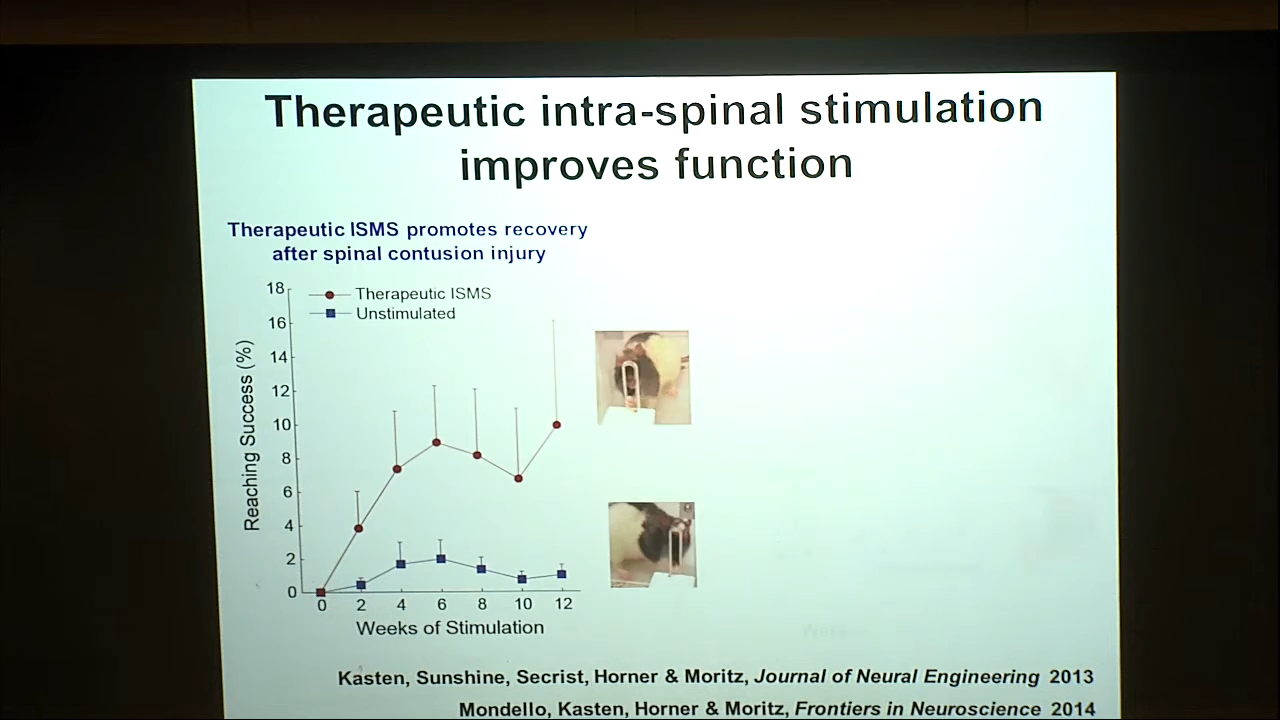 Therapeutic intra-spinal stimulation
improves function
Therapeutic ISMS promotes recovery
after spinal contusion injury
18
16
14
12
10
8
6
4
2
0
Reaching Success (%)
Therapeutic ISMS
Unstimulated
0 2 4 6 8 10 12
Weeks of Stimulation
Kasten, Sunshine, Secrist, Horner & Moritz, Journal of Neural Engineering 2013
Mondello, Kasten, Horner & Moritz, Frontiers in Neuroscience 2014